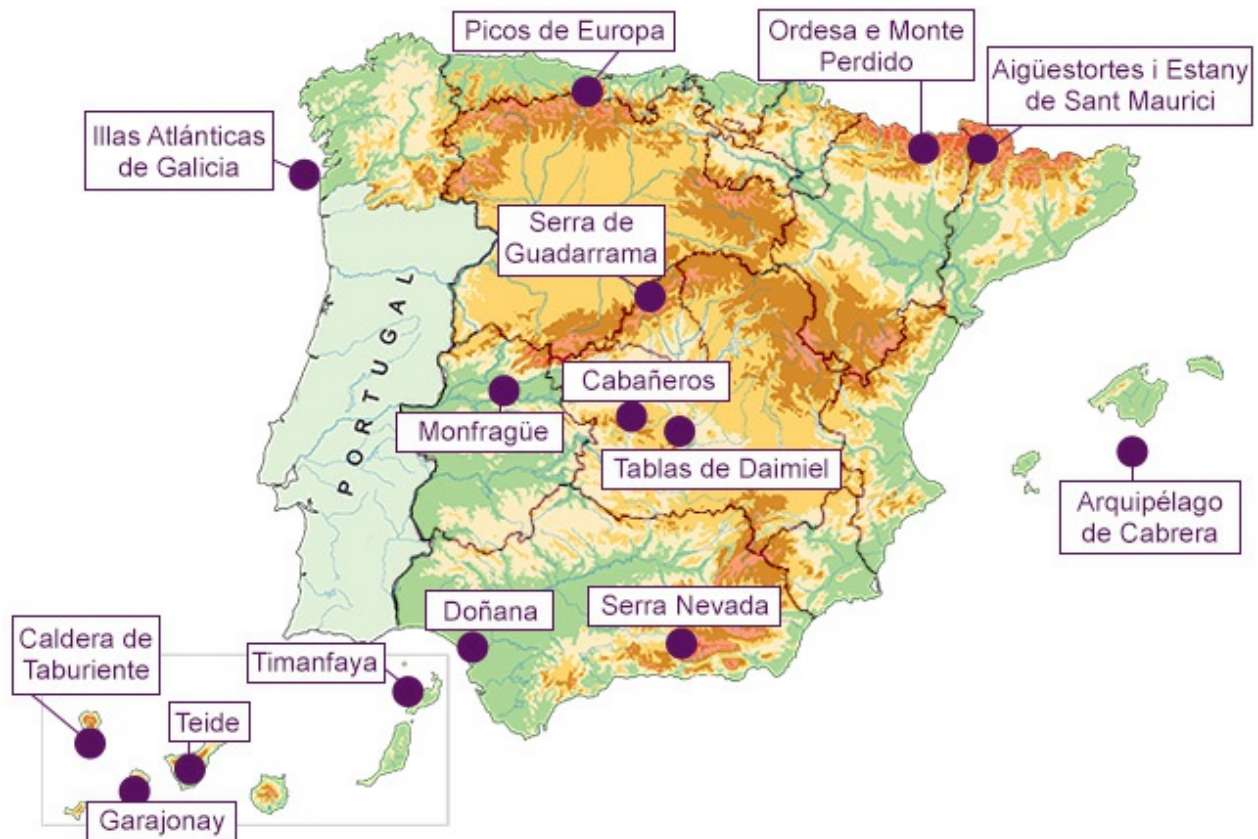 Picos de Europa
Ordesa e Monte
Perdido
Aigüestortes i Estany
de Sant Maurici
Illas Atlánticas
de Galicia
Serra de
Guadarrama
PORTUGAL
Cabañeros
Monfragüe
Tablas de Daimiel
Arquipélago
de Cabrera
Doñana
Serra Nevada
Caldera de
Taburiente
Timanfaya
Teide
Garajonay